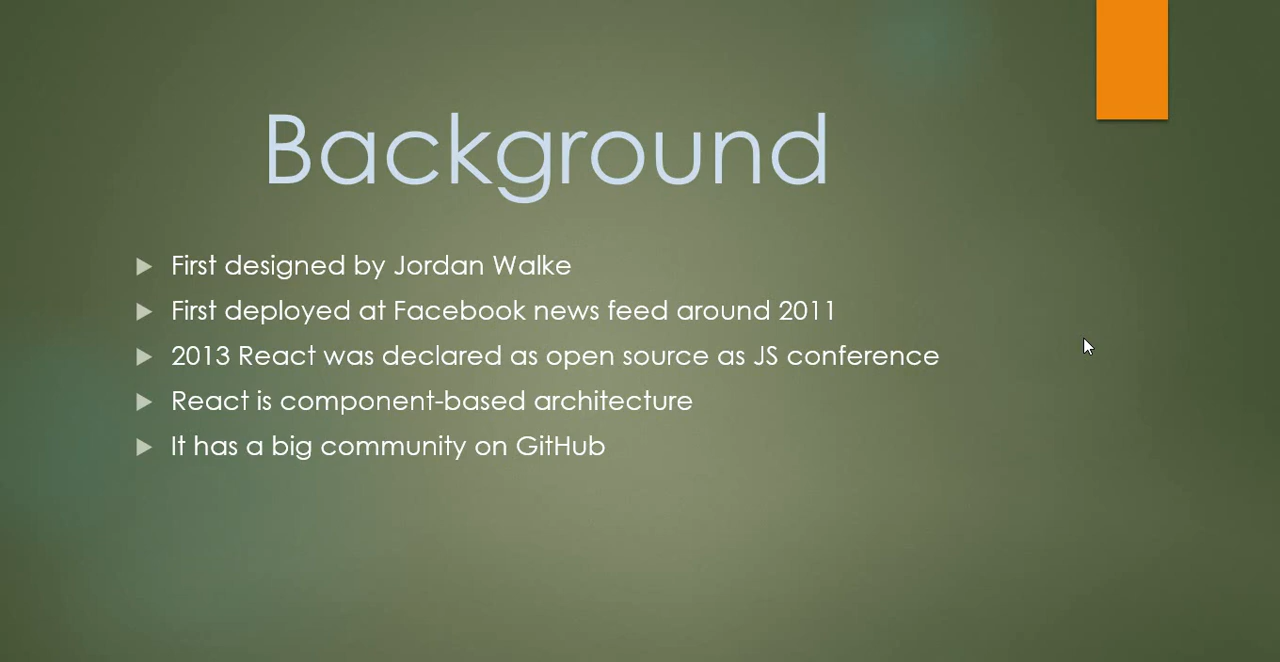 Background
First designed by Jordan Walke
First deployed at Facebook news feed around 2011
2013 React was declared as open source as JS conference
React is component-based architecture
It has a big community on GitHub